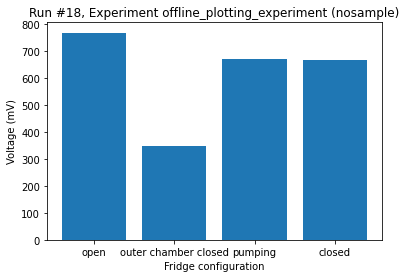 Run #18, Experiment offline_plotting_experiment (nosample)
Voltage (mV)
800
700
600
500
400
300
200
100
0
open outer chamber closed pumping closed
Fridge configuration